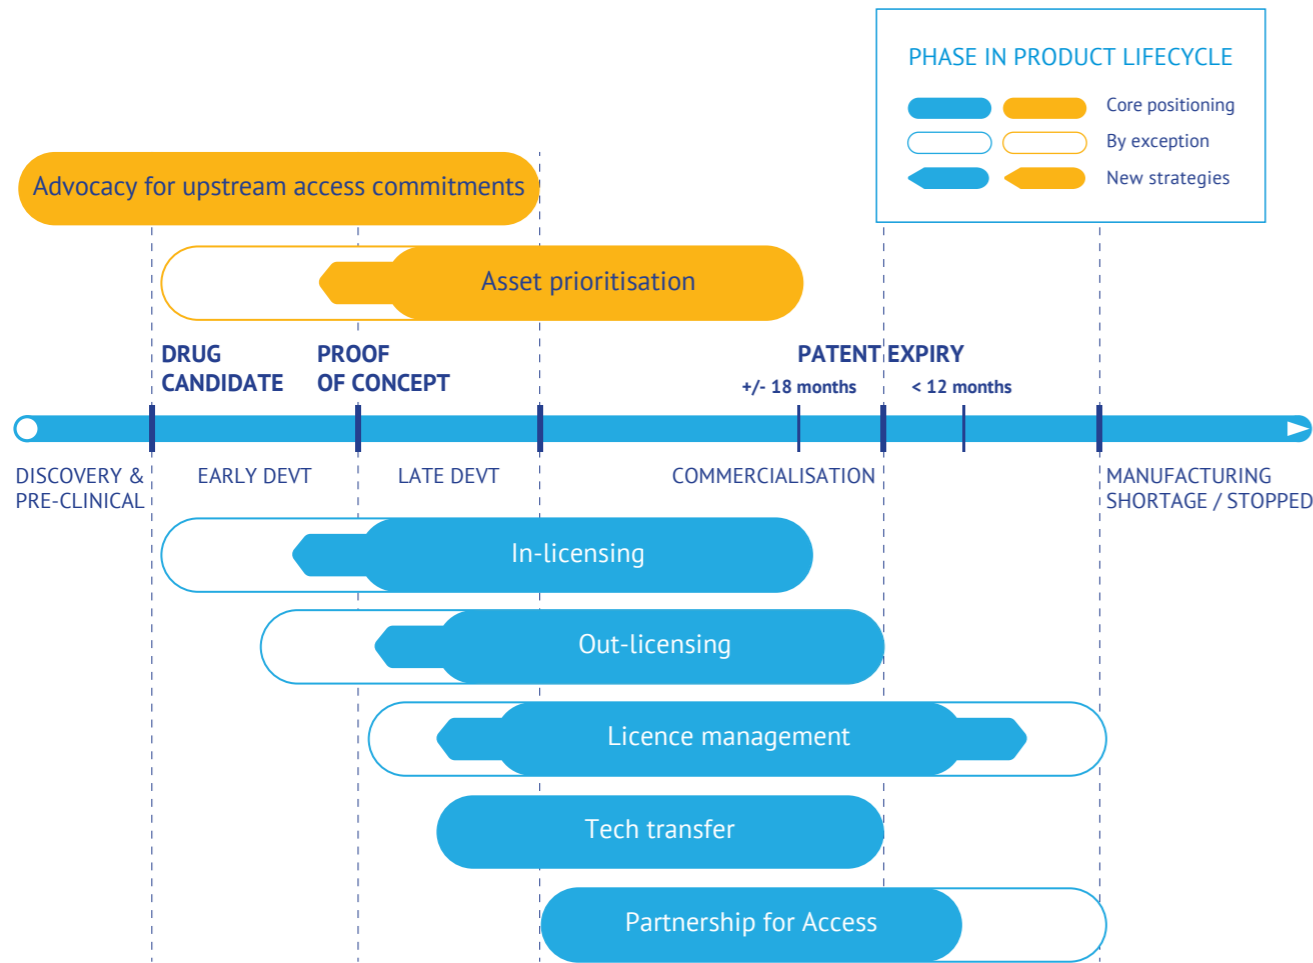 PHASE IN PRODUCT LIFECYCLE
Core positioning
By exception
New strategies
Advocacy for upstream access commitments
Asset prioritisation
DRUG
CANDIDATE
PROOF
OF CONCEPT
PATENT EXPIRY
+/- 18 months
< 12 months
DISCOVERY &
PRE-CLINICAL
EARLY DEVT
LATE DEVT
COMMERCIALISATION
MANUFACTURING
SHORTAGE / STOPPED
In-licensing
Out-licensing
Licence management
Tech transfer
Partnership for Access